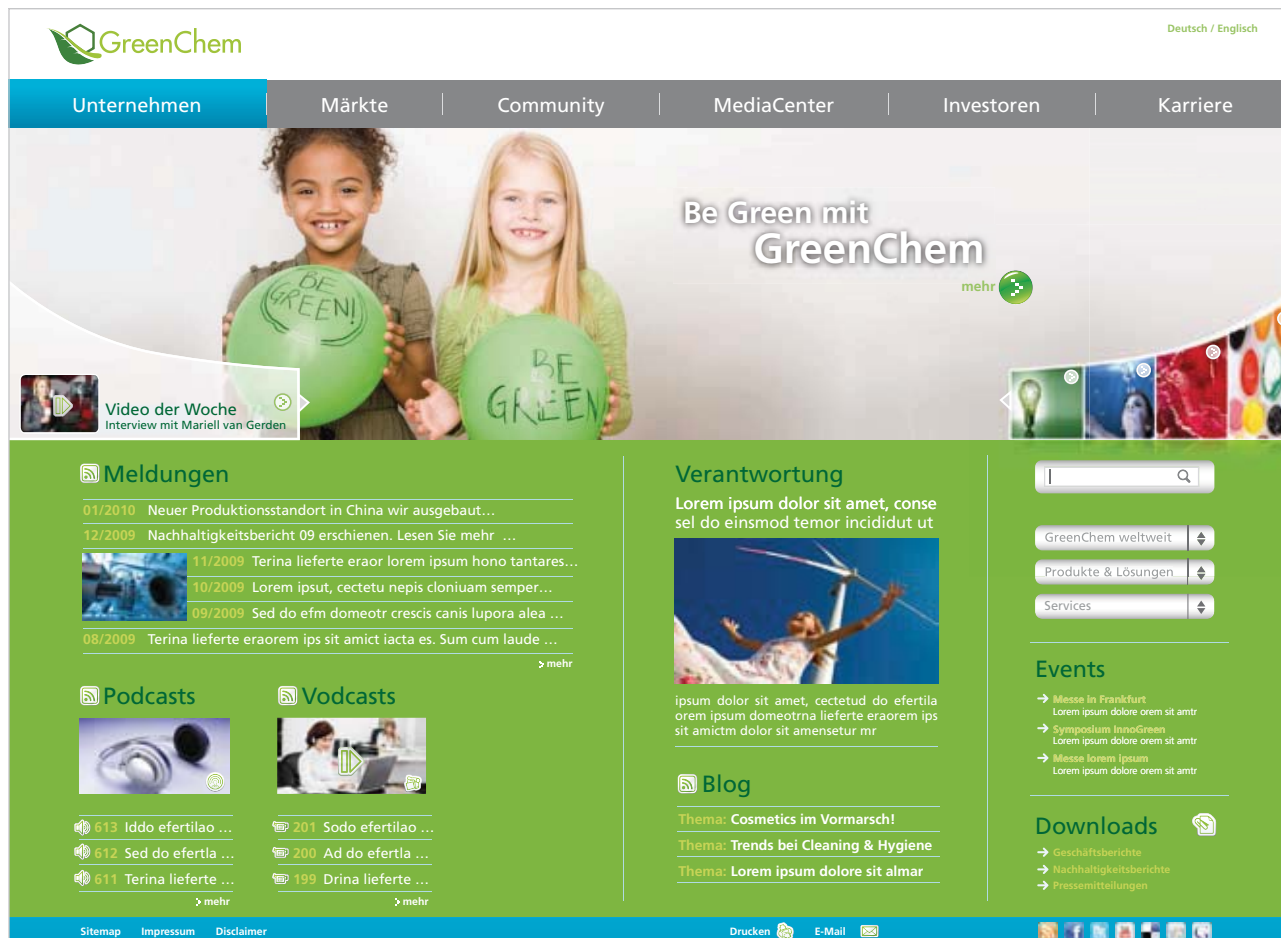 GreenChem
Deutsch / Englisch
Unternehmen
Märkte
Community
MediaCenter
Investoren
Karriere
Be Green mit
GreenChem
mehr
BE
GREEN!
BE
GREEN
Video der Woche
Interview mit Mariell van Gerden
Meldungen
01/2010 Neuer Produktionsstandort in China wir ausgebaut…
12/2009 Nachhaltigkeitsbericht 09 erschienen. Lesen Sie mehr …
11/2009 Terina lieferte eraor lorem ipsum hono tantares…
10/2009 Lorem ipsut, cectetu nepis cloniuam semper…
09/2009 Sed do efm domeotr crescis canis lupora alea …
08/2009 Terina lieferte eraorem ips sit amict iacta es. Sum cum laude …
mehr
Podcasts
613 Iddo efertilao …
612 Sed do efertla …
611 Terina lieferte …
mehr
Vodcasts
201 Sodo efertilao …
200 Ad do efertla …
199 Drina lieferte …
mehr
Verantwortung
Lorem ipsum dolor sit amet, conse
sel do einsmod temor incididut ut
ipsum dolor sit amet, cectetud do efertila
orem ipsum domeotrna lieferte eraorem ips
sit amictm dolor sit amensetur mr
Blog
Thema: Cosmetics im Vormarsch!
Thema: Trends bei Cleaning & Hygiene
Thema: Lorem ipsum dolore sit almar
GreenChem weltweit
Produkte & Lösungen
Services
Events
Messe in Frankfurt
Lorem ipsum dolore orem sit amtr
Symposium InnoGreen
Lorem ipsum dolore orem sit amtr
Messe lorem ipsum
Lorem ipsum dolore orem sit amtr
Downloads
Geschäftsberichte
Nachhaltigkeitsberichte
Pressemitteilungen
Sitemap
Impressum
Disclaimer
Drucken
E-Mail